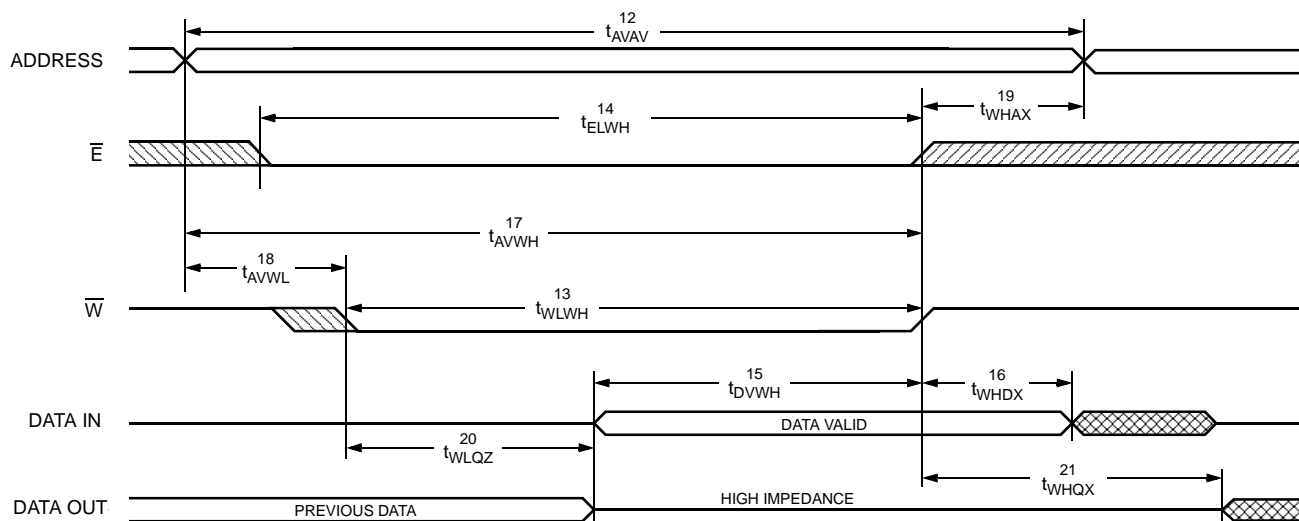 12
tAVAV
ADDRESS
14
tELWH
19
tWHAX
E̅
17
tAVWH
18
tAVWL
W̅
13
tWLWH
15
tDVWH
16
tWHDX
DATA IN
DATA VALID
20
tWLQZ
21
tWHQX
DATA OUT
PREVIOUS DATA
HIGH IMPEDANCE